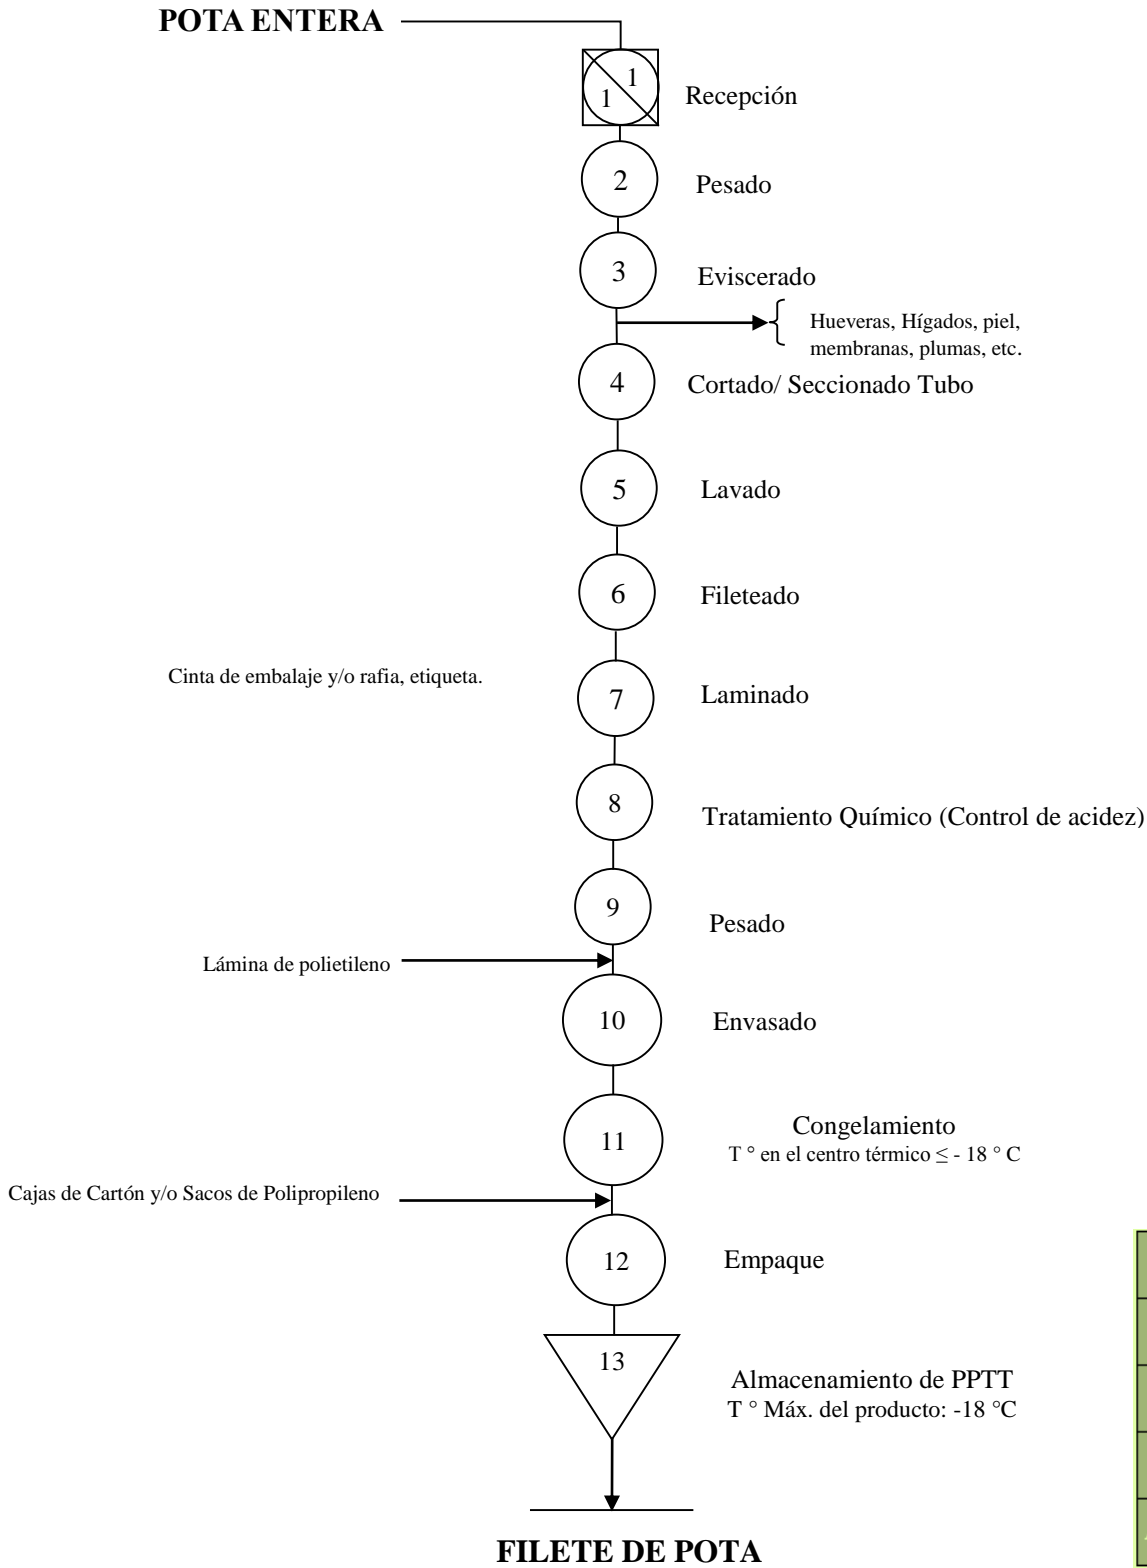 POTA ENTERA
1
1
Recepción
2
Pesado
3
Eviscerado
Hueveras, Hígados, piel,
membranas, plumas, etc.
4
Cortado/ Seccionado Tubo
5
Lavado
6
Fileteado
Cinta de embalaje y/o rafia, etiqueta.
7
Laminado
8
Tratamiento Químico (Control de acidez)
9
Pesado
Lámina de polietileno
10
Envasado
11
Congelamiento
T ° en el centro térmico ≤ - 18 ° C
Cajas de Cartón y/o Sacos de Polipropileno
12
Empaque
13
Almacenamiento de PPTT
T ° Máx. del producto: -18 °C
FILETE DE POTA